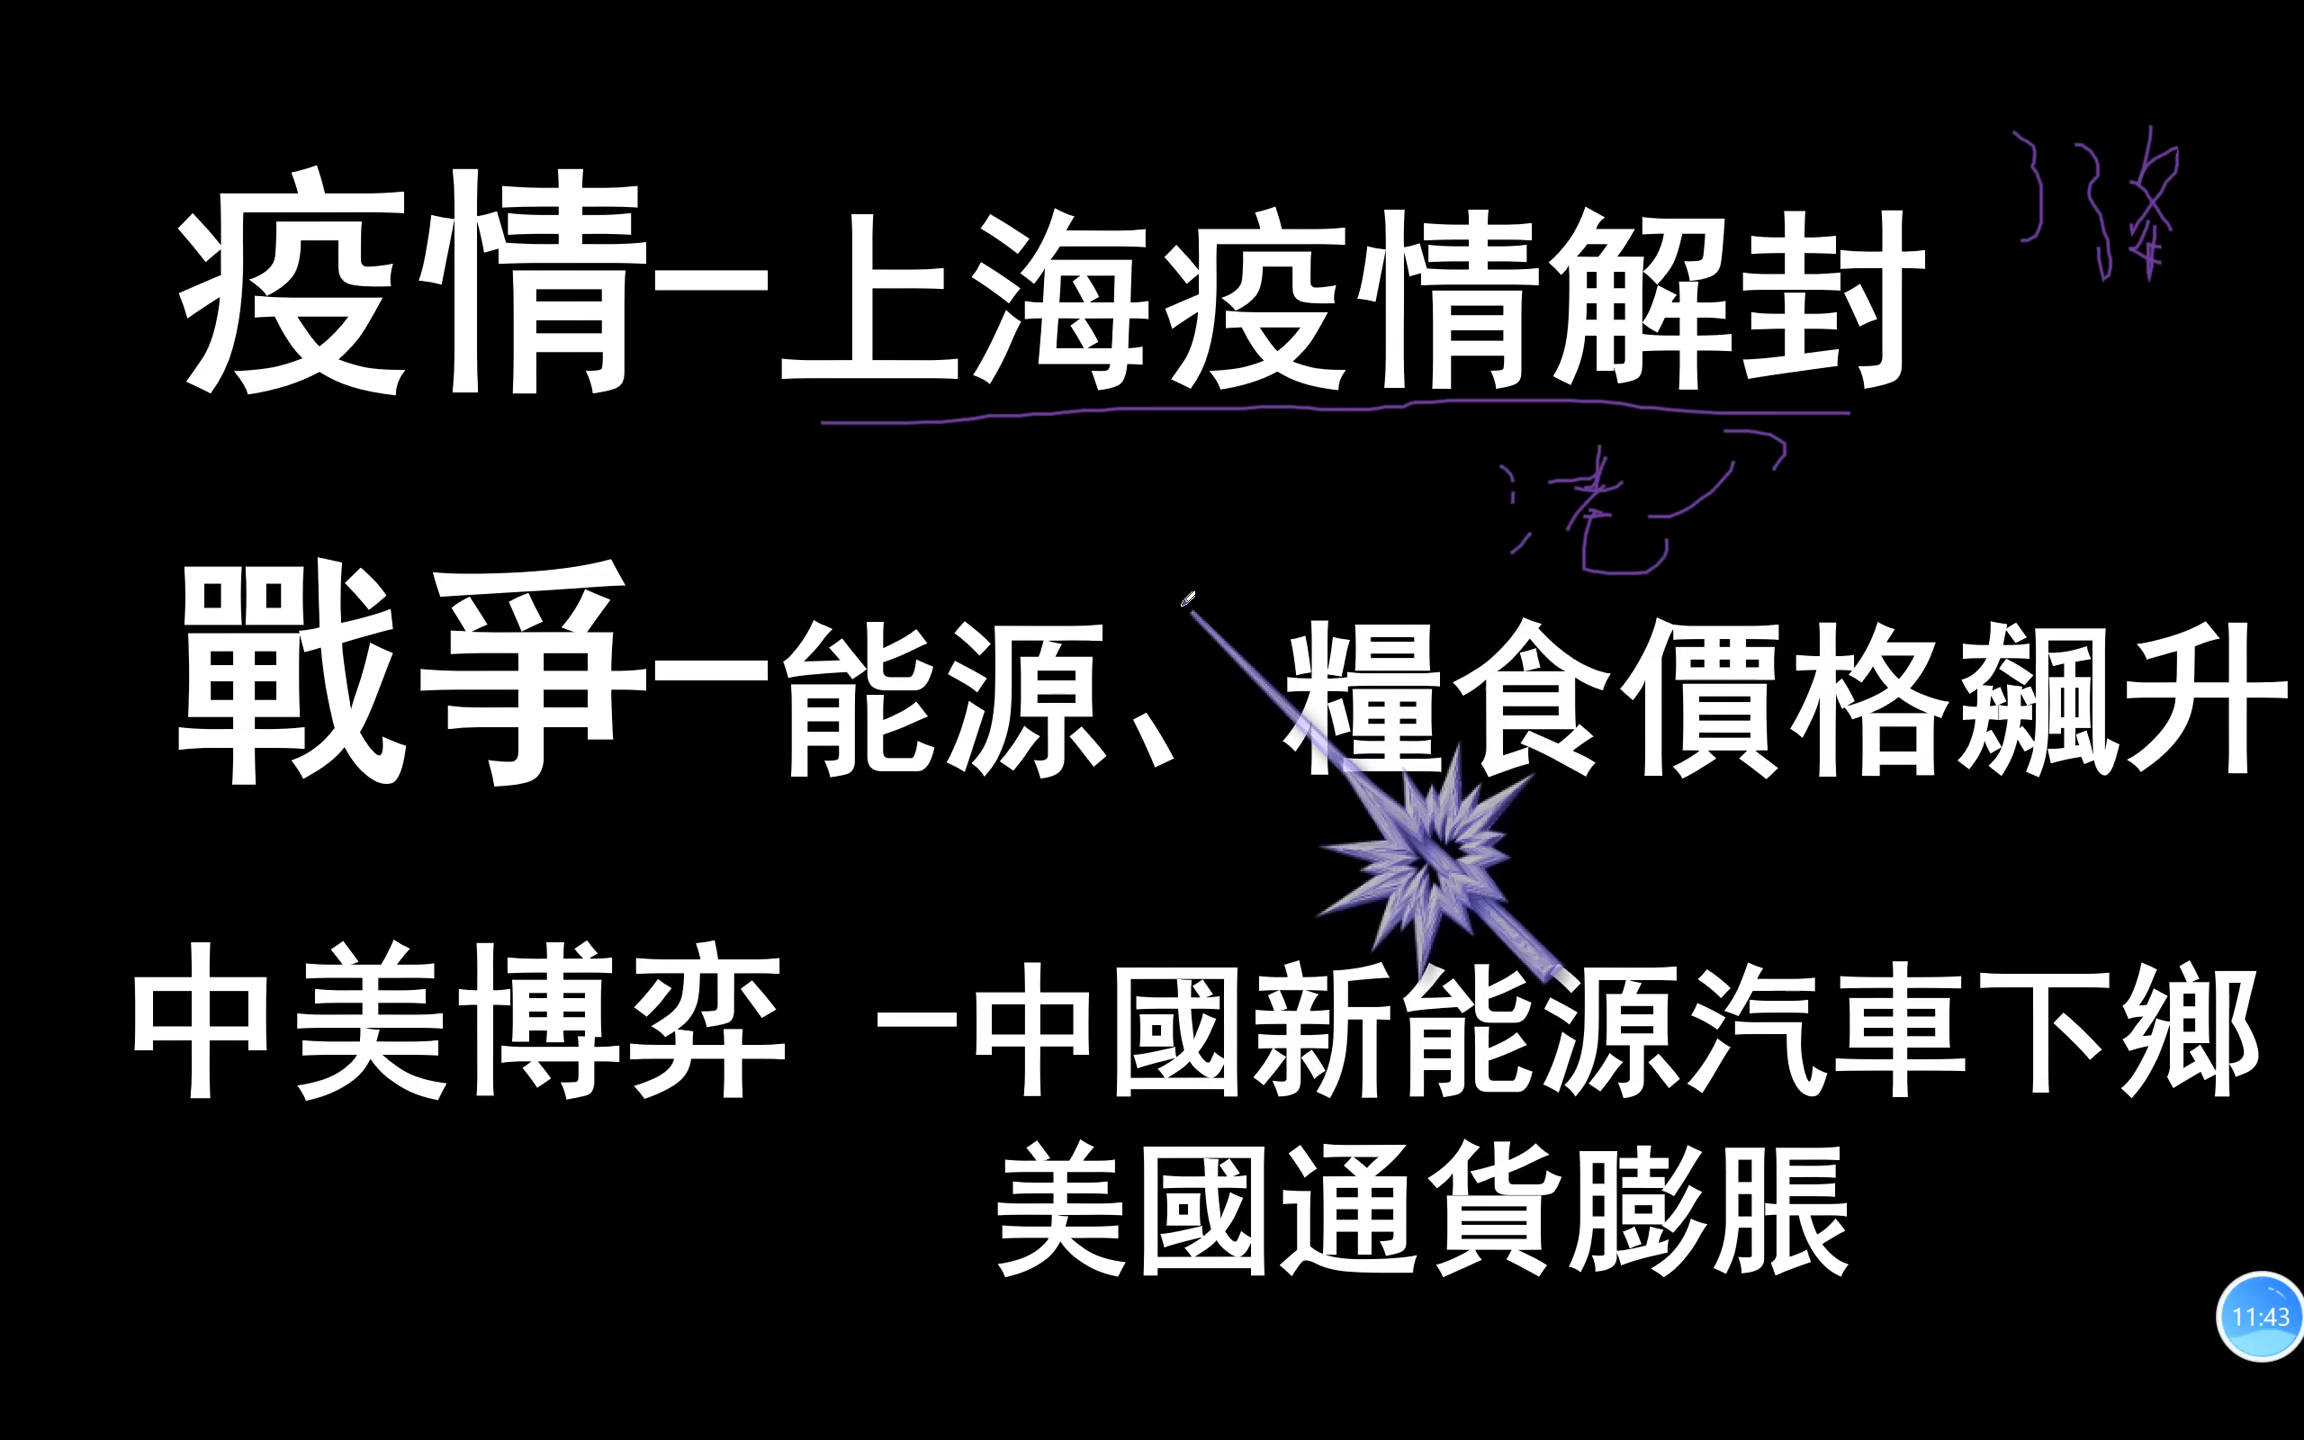 疫情—上海疫情解封
戰爭—能源、糧食價格飆升
中美博弈 —中國新能源汽車下鄉
美國通貨膨脹
11:43